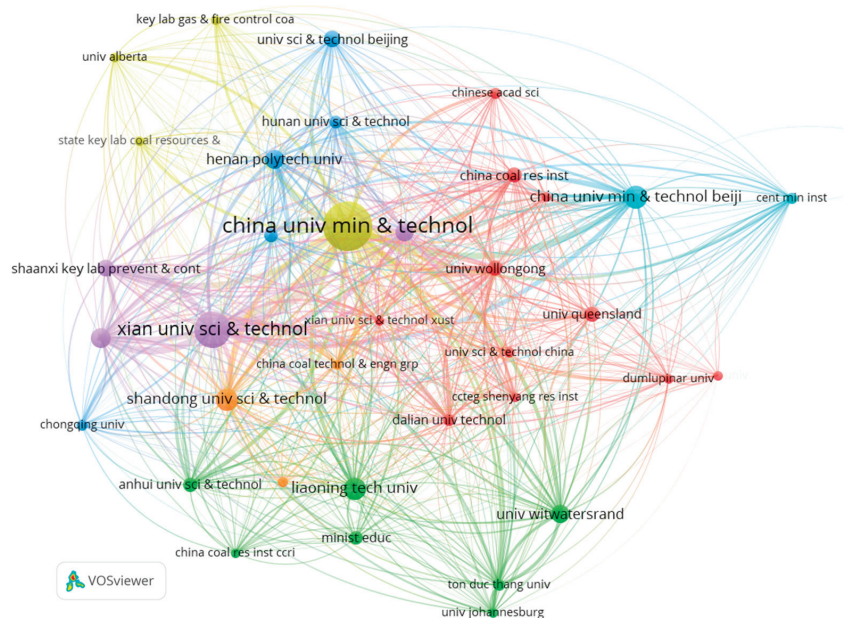 key lab gas & fire control coa
univ sci & technol beijing
univ alberta
chinese acad sci
hunan univ sci & technol
state key lab coal resources &
henan polytech univ
china coal res inst
china univ min & technol beiji
cent min inst
china univ min & technol
shaanxi key lab prevent & cont
univ wollongong
univ queensland
xian univ sci & technol xust
xian univ sci & technol
univ sci & technol china
china coal technol & engn grp
dumlupinar univ
shandong univ sci & technol
ccteg shenyang res inst
dalian univ technol
chongqing univ
anhui univ sci & technol
liaoning tech univ
univ witwatersrand
minist educ
china coal res inst ccri
VOSviewer
ton duc thang univ
univ johannesburg